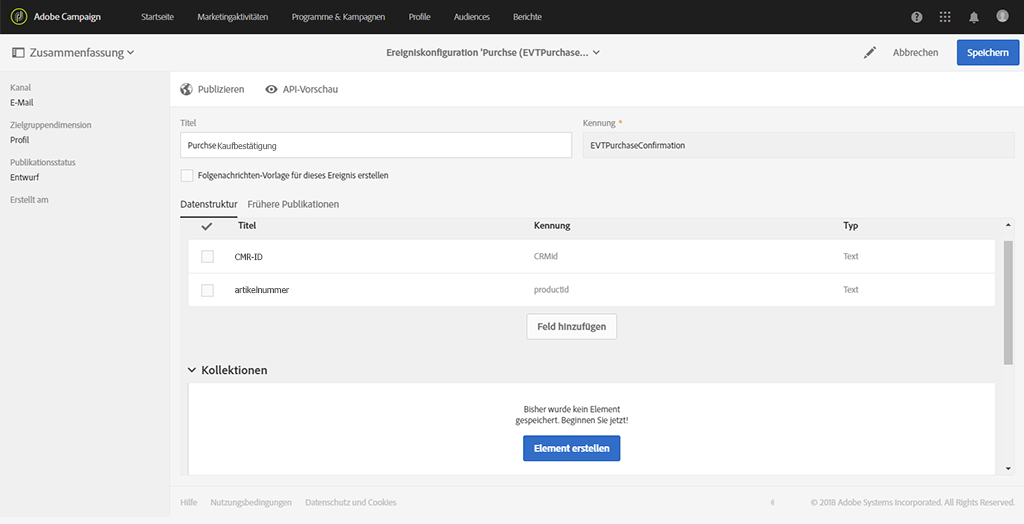 Adobe Campaign Startseite Marketingaktivitäten Programme & Kampagnen Profile Audiences Berichte
Zusammenfassung Ereigniskonfiguration 'Purchse (EVTPurchase... Abbrechen Speichern
Kanal
E-Mail
Zielgruppendimension
Profil
Publikationsstatus
Entwurf
Erstellt am
Publizieren API-Vorschau
Titel Kennung *
Purchse Kaufbestätigung EVTPurchaseConfirmation
Folgenachrichten-Vorlage für dieses Ereignis erstellen
Datenstruktur Frühere Publikationen
Titel Kennung Typ
CMR-ID CRMid Text
artikelnummer productId Text
Feld hinzufügen
Kollektionen
Bisher wurde kein Element
gespeichert. Beginnen Sie jetzt!
Element erstellen
Hilfe Nutzungsbedingungen Datenschutz und Cookies © 2018 Adobe Systems Incorporated. All Rights Reserved.